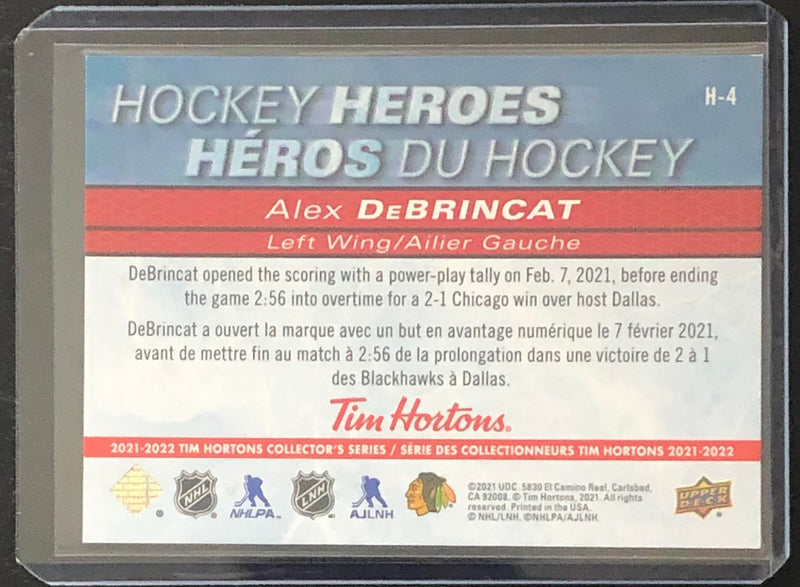 HOCKEY HEROES
H-4
HÉROS DU HOCKEY
Alex DeBRINCAT
Left Wing/Ailier Gauche
DeBrincat opened the scoring with a power-play tally on Feb. 7, 2021, before ending
the game 2:56 into overtime for a 2-1 Chicago win over host Dallas.
DeBrincat a ouvert la marque avec un but en avantage numérique le 7 février 2021,
avant de mettre fin au match à 2:56 de la prolongation dans une victoire de 2 à 1
des Blackhawks à Dallas.
Tim Hortons®
2021-2022 TIM HORTONS COLLECTOR'S SERIES / SÉRIE DES COLLECTIONNEURS TIM HORTONS 2021-2022
NHL
NHLPA™
LNH
AJLNH
©2021 UDC. 5830 El Camino Real, Carlsbad,
CA 92008. © Tim Hortons, 2021. All rights
reserved. Printed in the USA.
© NHL/LNH. ©NHLPA/AJLNH
UPPER
DECK